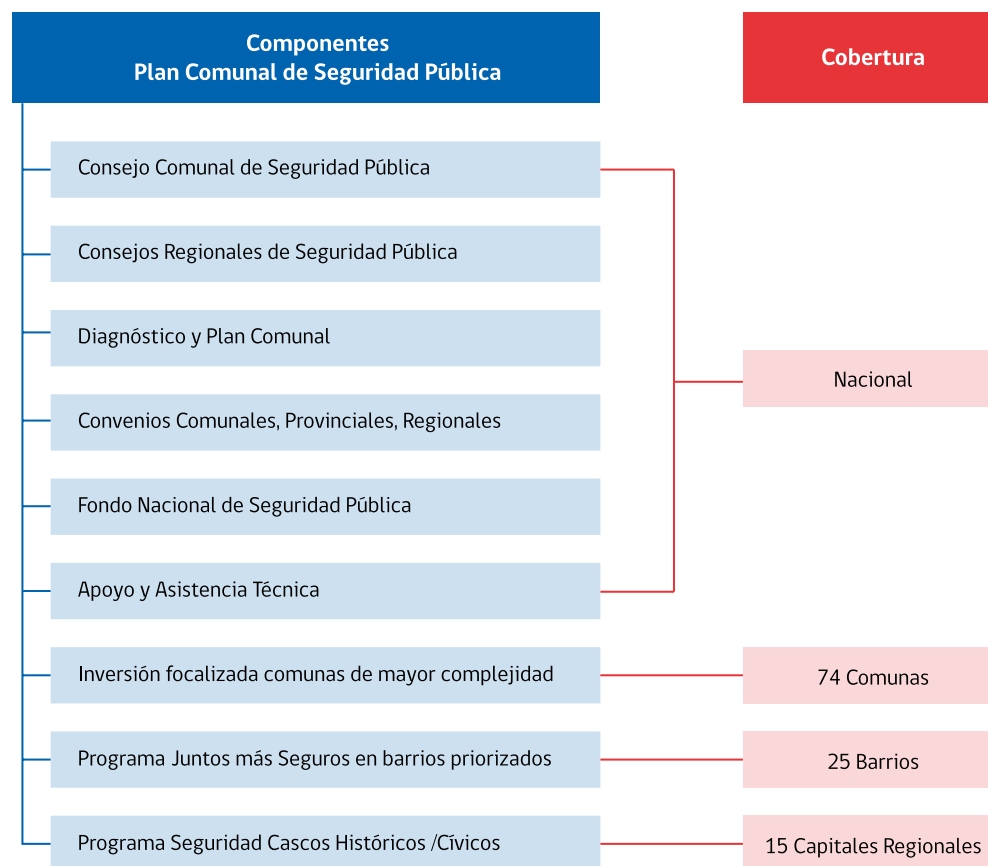 Componentes
Plan Comunal de Seguridad Pública
Cobertura
Consejo Comunal de Seguridad Pública
Consejos Regionales de Seguridad Pública
Diagnóstico y Plan Comunal
Nacional
Convenios Comunales, Provinciales, Regionales
Fondo Nacional de Seguridad Pública
Apoyo y Asistencia Técnica
Inversión focalizada comunas de mayor complejidad
74 Comunas
Programa Juntos más Seguros en barrios priorizados
25 Barrios
Programa Seguridad Cascos Históricos /Cívicos
15 Capitales Regionales